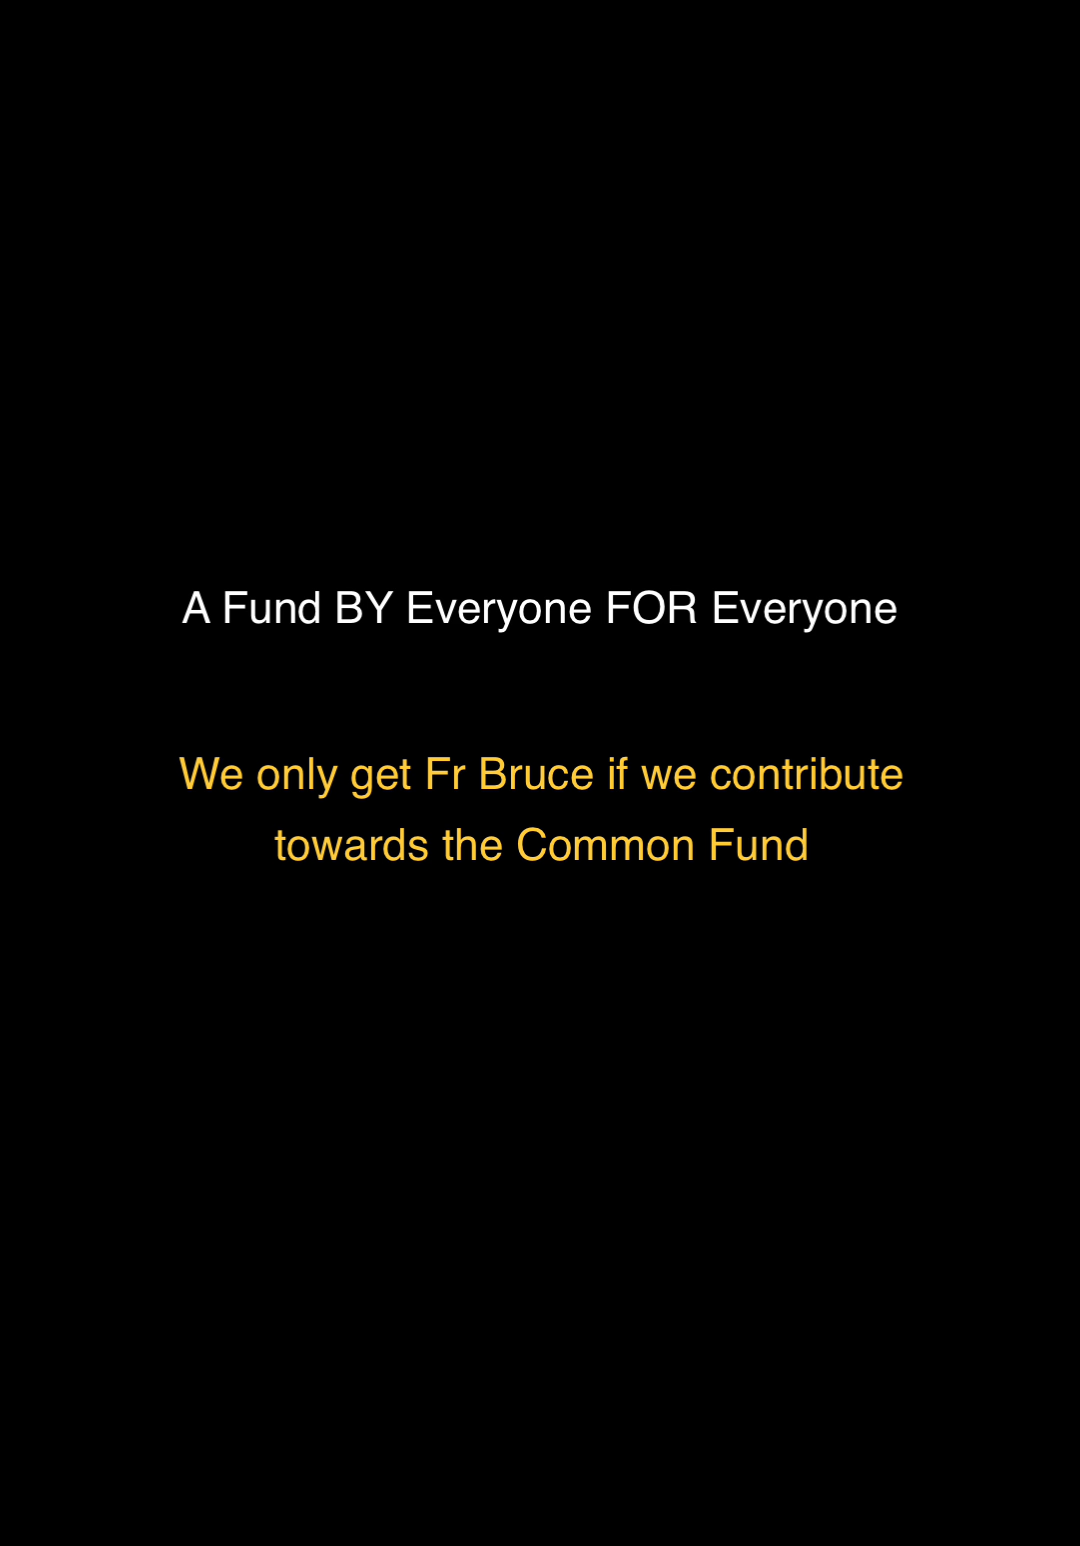 A Fund BY Everyone FOR Everyone
We only get Fr Bruce if we contribute
towards the Common Fund